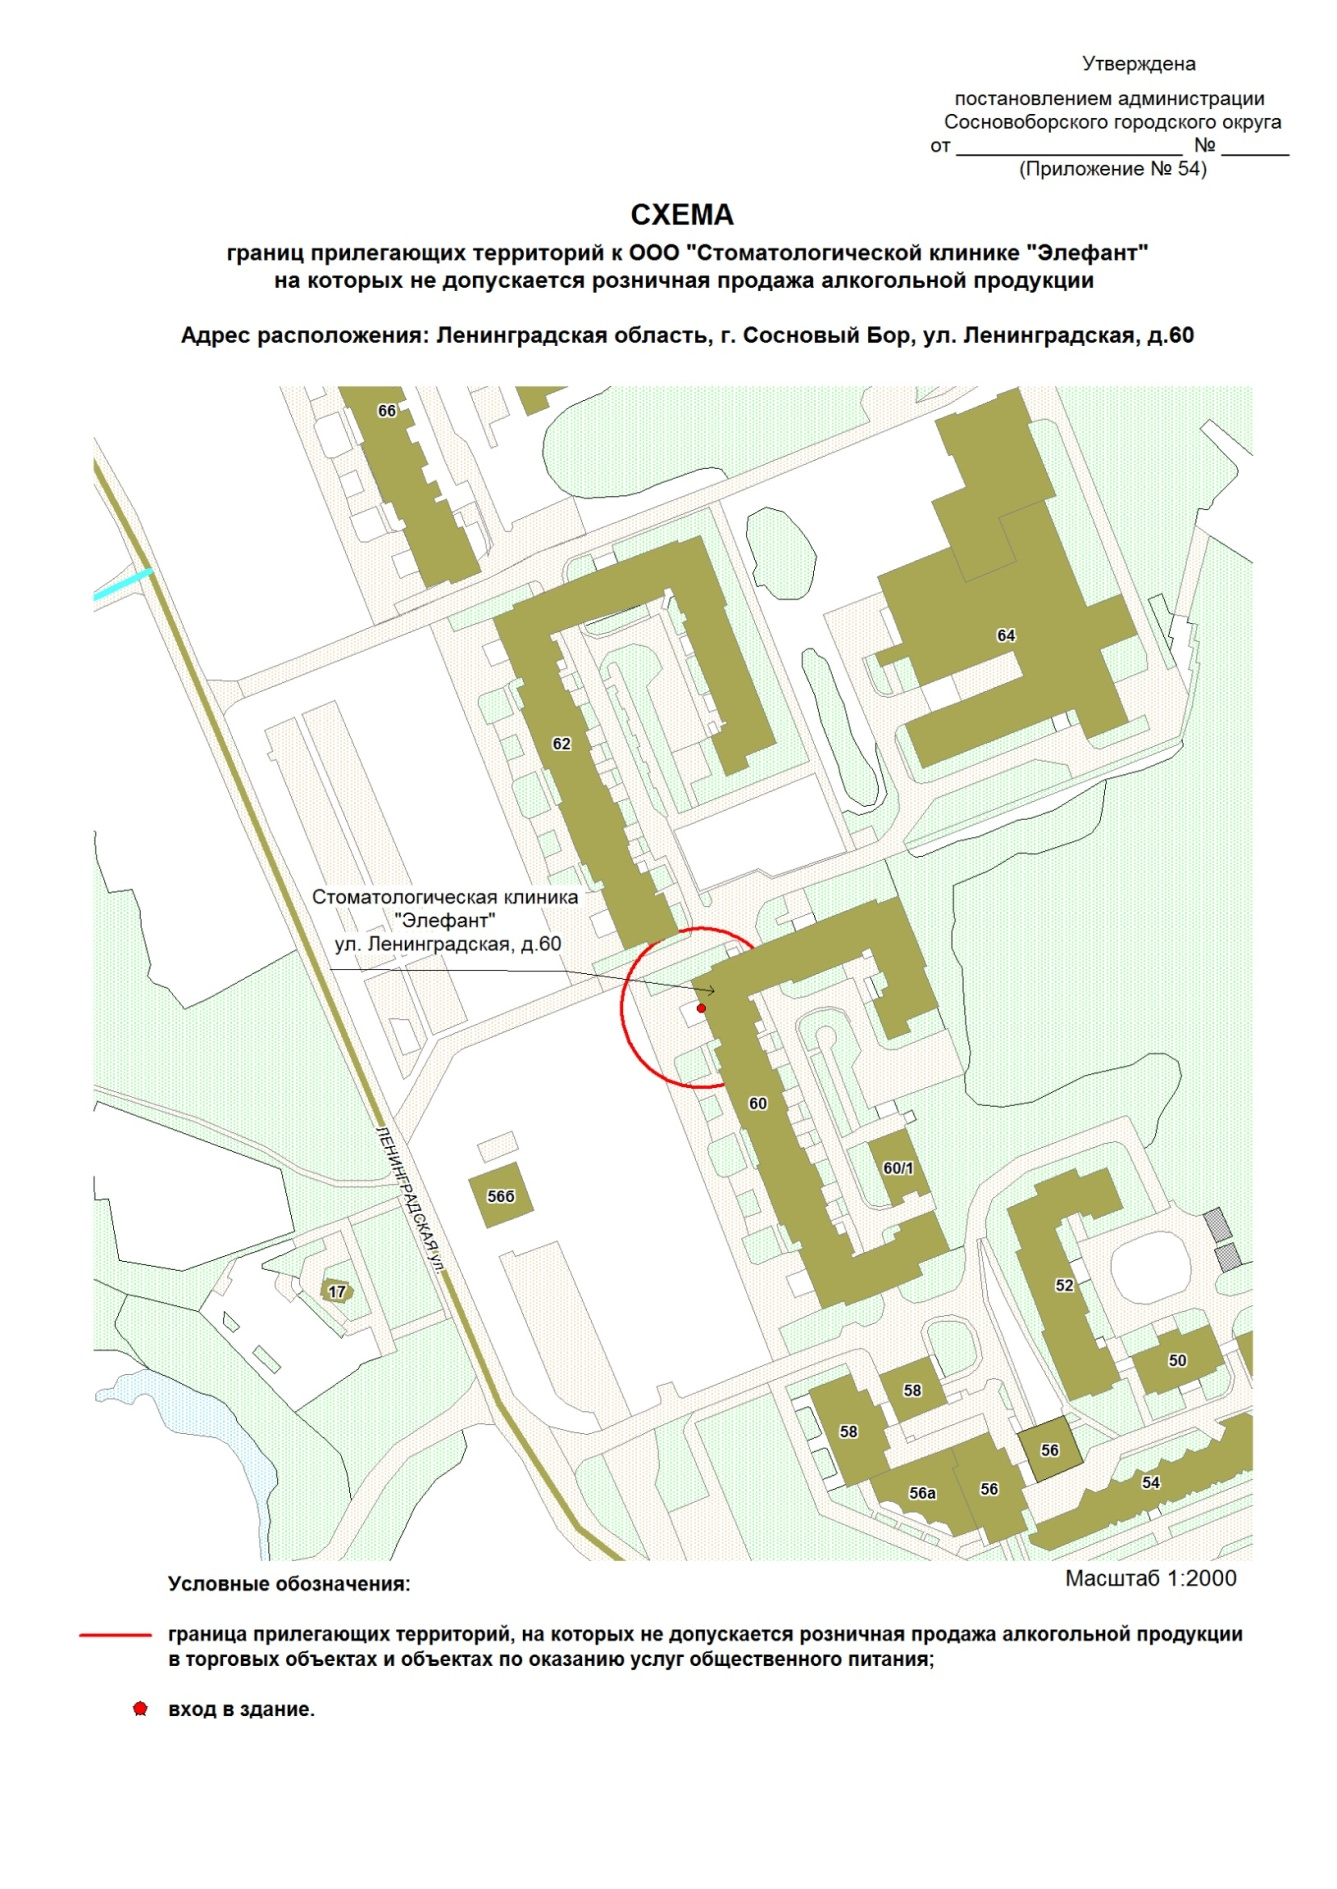 Утверждена
постановлением администрации
Сосновоборского городского округа
от ____________________ № ______
(Приложение № 54)
СХЕМА
границ прилегающих территорий к ООО "Стоматологической клинике "Элефант"
на которых не допускается розничная продажа алкогольной продукции
Адрес расположения: Ленинградская область, г. Сосновый Бор, ул. Ленинградская, д.60
66
64
62
Стоматологическая клиника
"Элефант"
ул. Ленинградская, д.60
60
60/1
56б
ЛЕНИНГРАДСКАЯ ул.
17
52
50
58
58
56
54
56а
56
Масштаб 1:2000
Условные обозначения:
граница прилегающих территорий, на которых не допускается розничная продажа алкогольной продукции
в торговых объектах и объектах по оказанию услуг общественного питания;
вход в здание.